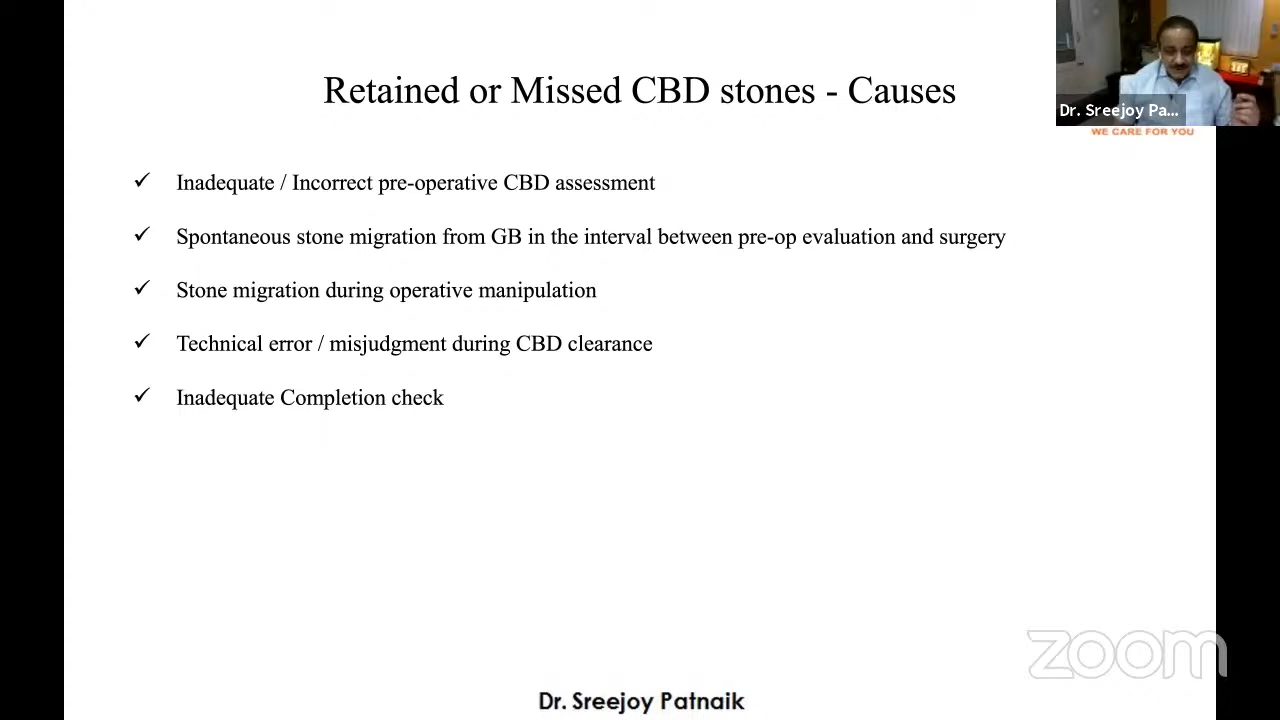 Retained or Missed CBD stones - Causes
Dr. Sreejoy Pa...
WE CARE FOR YOU
✓ Inadequate / Incorrect pre-operative CBD assessment
✓ Spontaneous stone migration from GB in the interval between pre-op evaluation and surgery
✓ Stone migration during operative manipulation
✓ Technical error / misjudgment during CBD clearance
✓ Inadequate Completion check
zoom
Dr. Sreejoy Patnaik